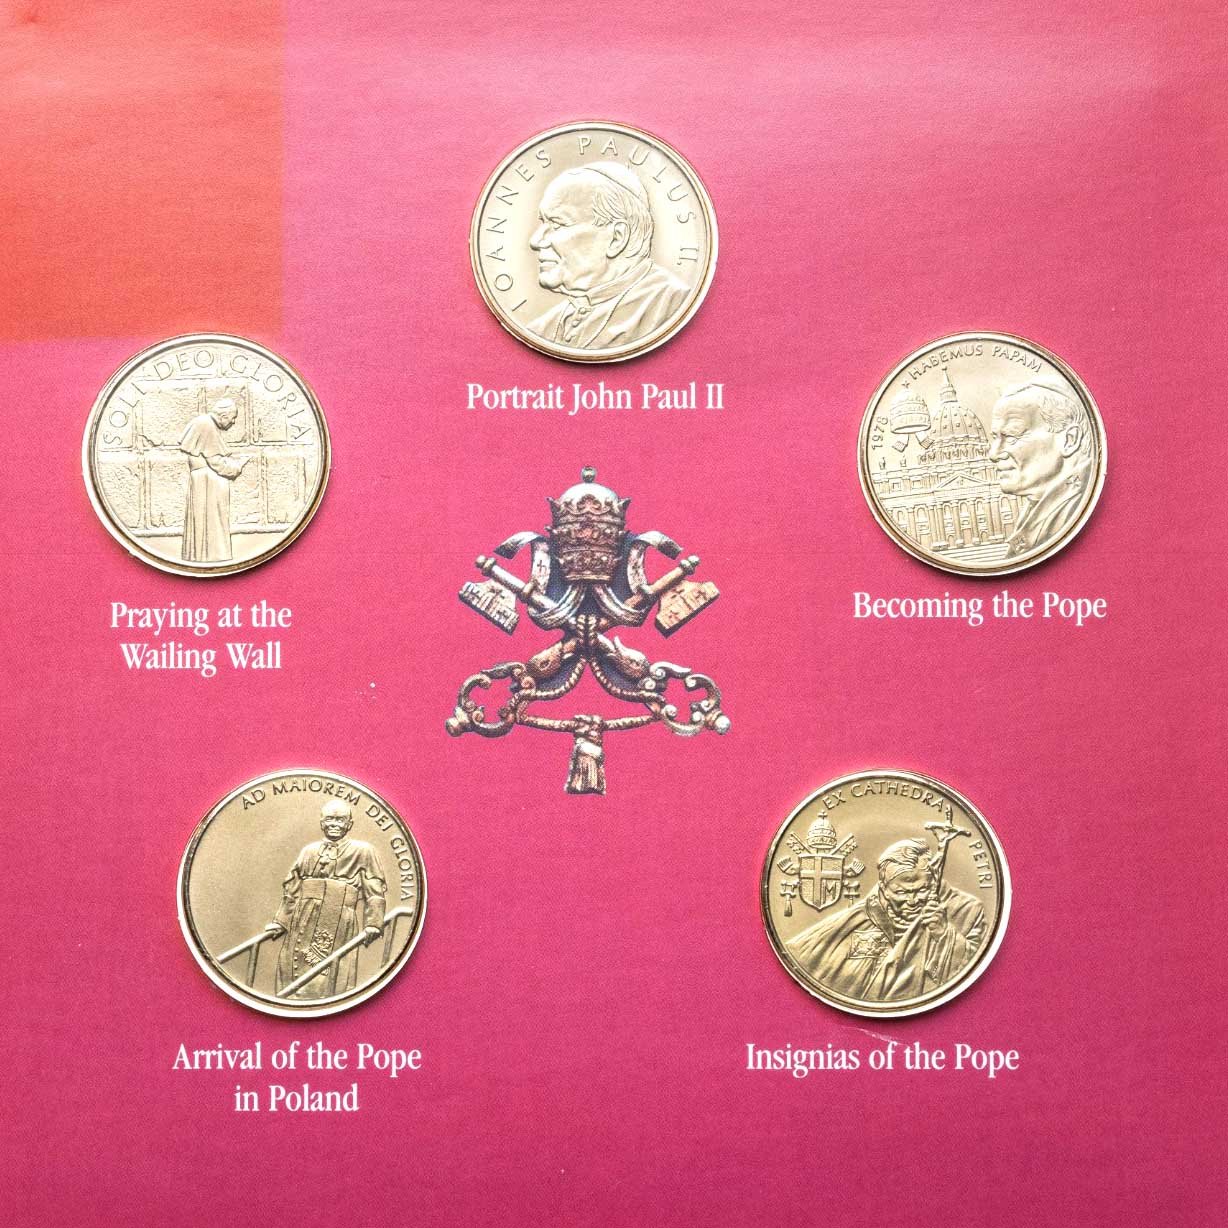 IOANNES PAULUS II.
Portrait John Paul II
SOLI DEO GLORIA
Praying at the
Wailing Wall
HABEMUS PAPAM
1978
Becoming the Pope
AD MAIOREM DEI GLORIA
Arrival of the Pope
in Poland
EX CATHEDRA PETRI
M
Insignias of the Pope